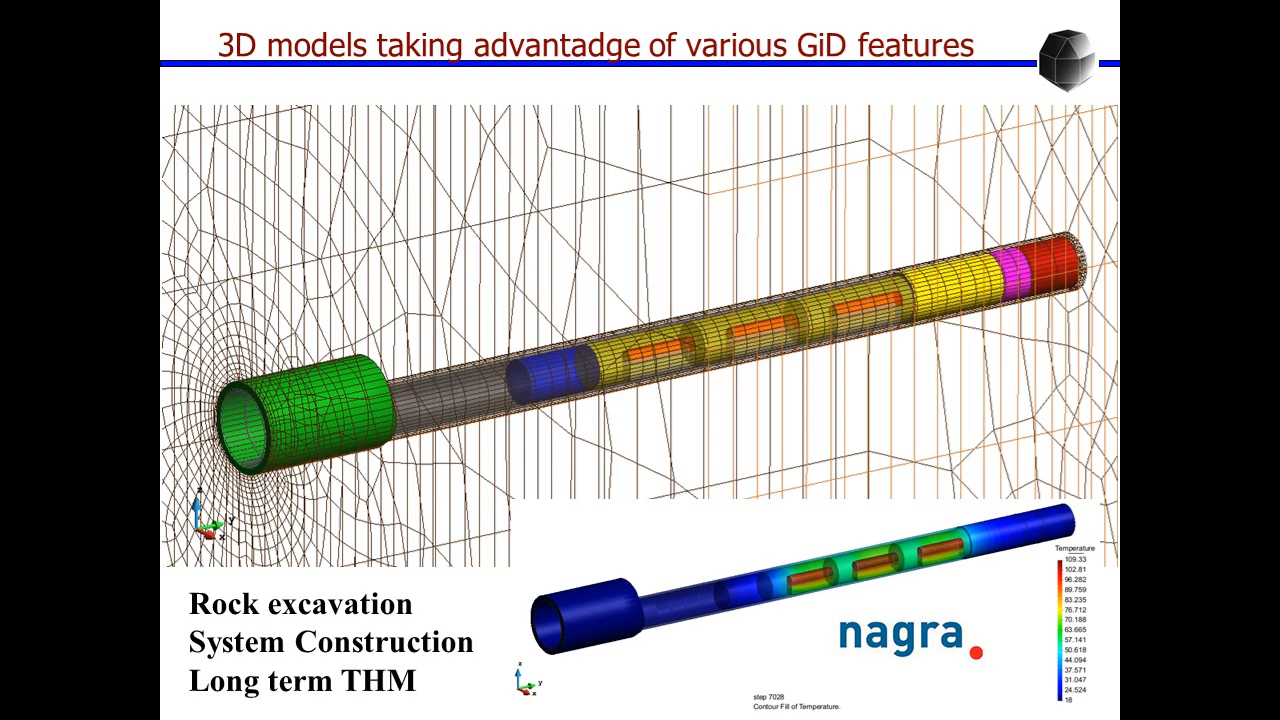 3D models taking advantadge of various GiD features
z
y
x
Rock excavation
System Construction
Long term THM
z
y
x
nagra
step 7028
Contour Fill of Temperature.
Temperature
109.33
102.81
96.282
89.759
83.235
76.712
70.188
63.665
57.141
50.618
44.094
37.571
31.047
24.524
18